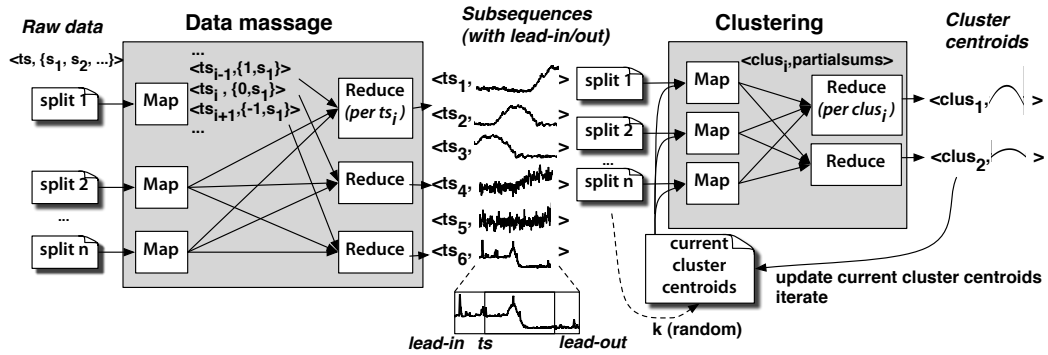 Raw data
Data massage
Subsequences
(with lead-in/out)
Clustering
Cluster
centroids
<ts, {s1, s2, ...}>
split 1
split 2
...
split n
Map
Map
Map
...
<tsi-1,{1,s1}>
<tsi , {0,s1}>
<tsi+1,{-1,s1}>
...
Reduce
(per tsi)
Reduce
Reduce
<ts1, >
<ts2, >
<ts3, >
<ts4, >
<ts5, >
<ts6, >
lead-in ts lead-out
split 1
split 2
...
split n
Map
Map
Map
<clusi,partialsums>
Reduce
(per clusi)
Reduce
<clus1, >
<clus2, >
current
cluster
centroids
update current cluster centroids
iterate
k (random)